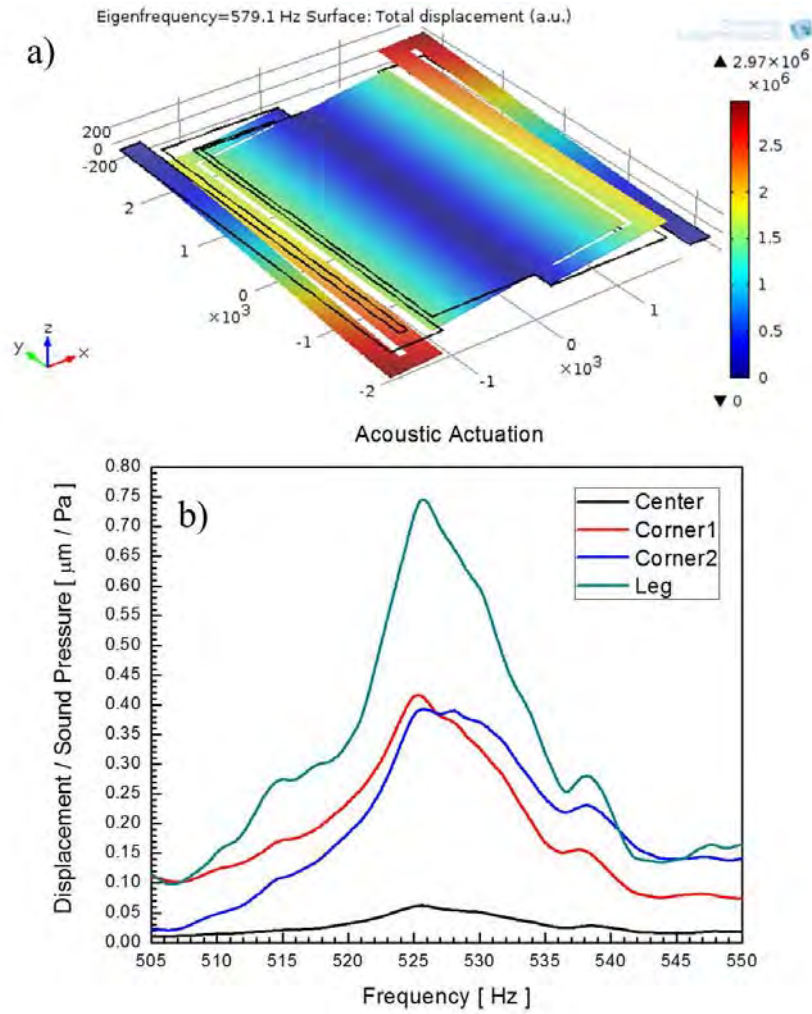 Eigenfrequency=579.1 Hz Surface: Total displacement (a.u.)
a)
▲ 2.97×10⁶
×10⁶
200
0
-200
2
1
0
×10³
-1
-2
-1
0
×10³
1
2.5
2
1.5
1
0.5
0
▼ 0
z
y
x
Acoustic Actuation
b)
Displacement / Sound Pressure [ μm / Pa]
0.80
0.75
0.70
0.65
0.60
0.55
0.50
0.45
0.40
0.35
0.30
0.25
0.20
0.15
0.10
0.05
0.00
Center
Corner1
Corner2
Leg
505 510 515 520 525 530 535 540 545 550
Frequency [ Hz ]